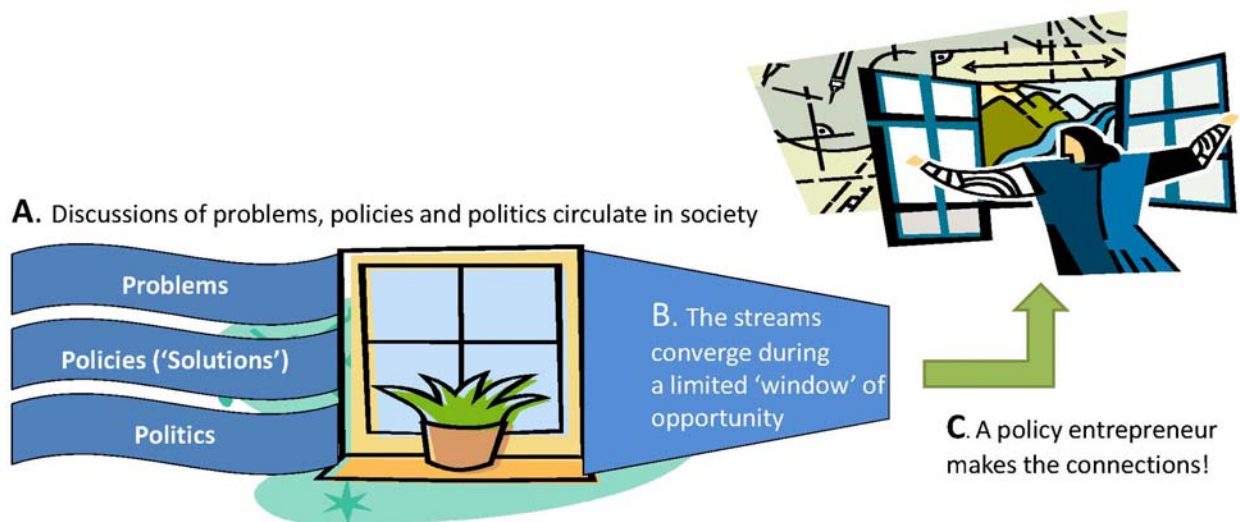 A. Discussions of problems, policies and politics circulate in society
Problems
Policies (‘Solutions’)
Politics
B. The streams
converge during
a limited ‘window’ of
opportunity
C. A policy entrepreneur
makes the connections!